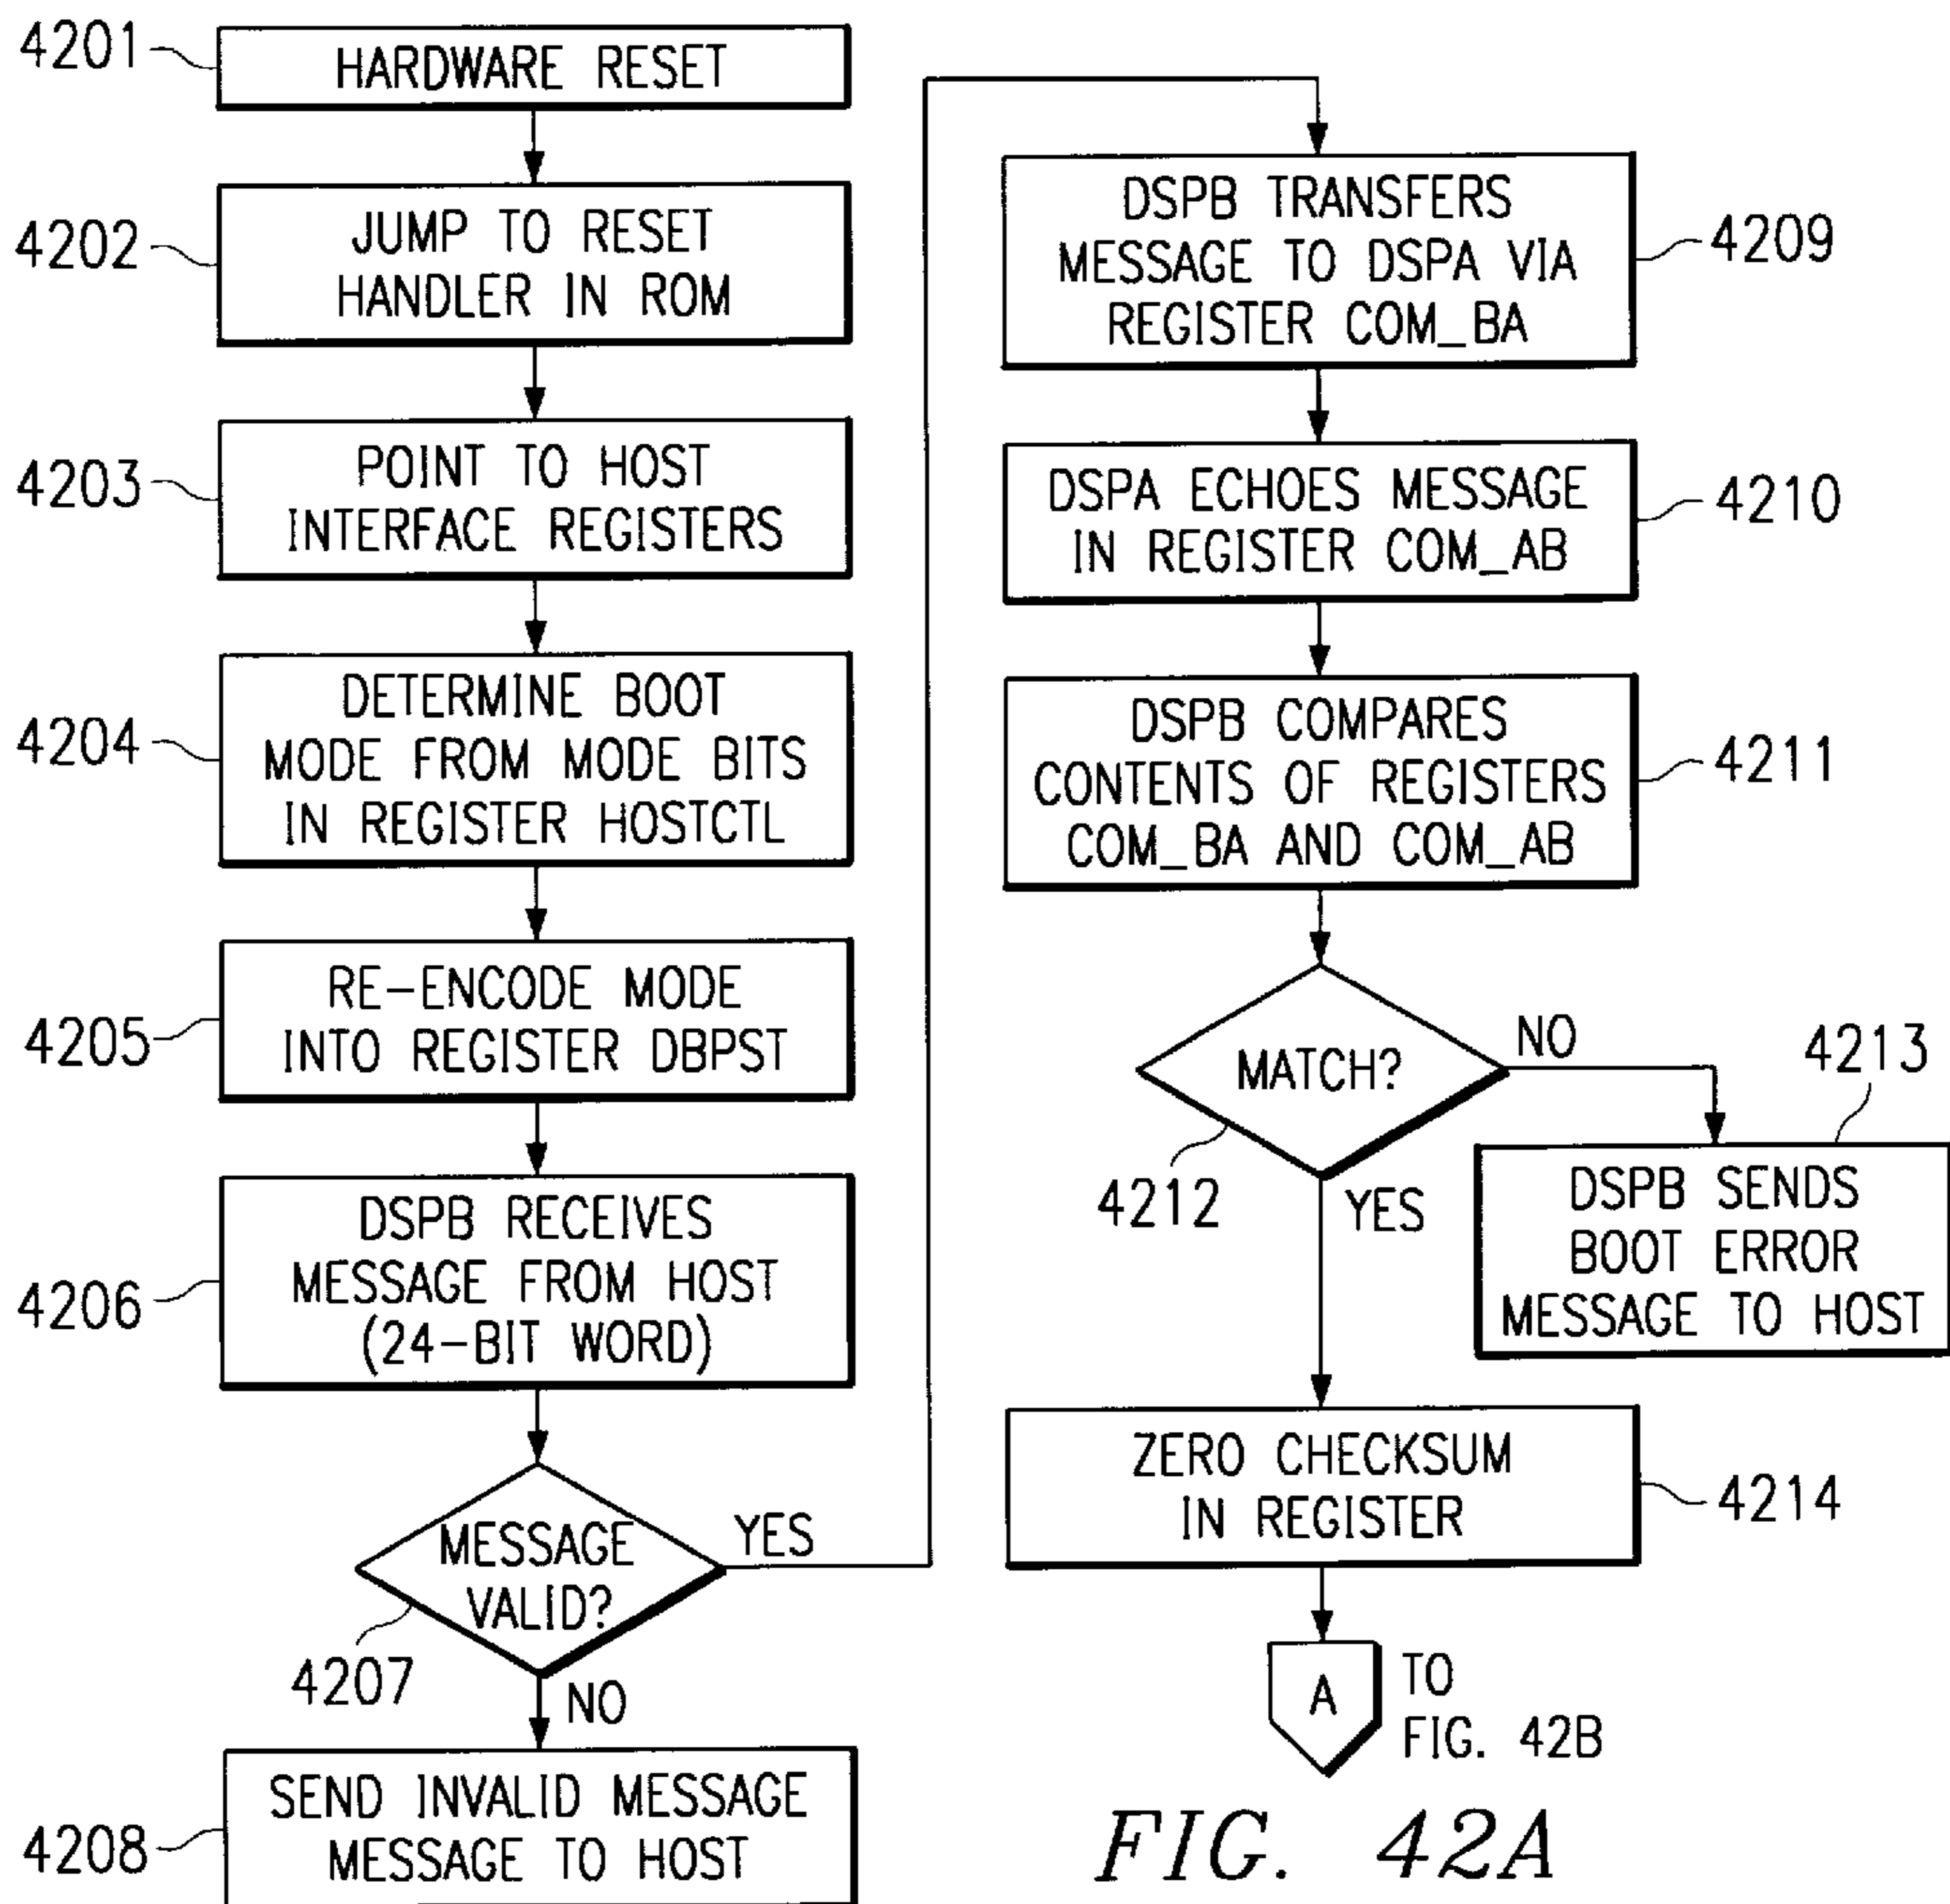 4201
HARDWARE RESET
4202
JUMP TO RESET
HANDLER IN ROM
4203
POINT TO HOST
INTERFACE REGISTERS
4204
DETERMINE BOOT
MODE FROM MODE BITS
IN REGISTER HOSTCTL
4205
RE-ENCODE MODE
INTO REGISTER DBPST
4206
DSPB RECEIVES
MESSAGE FROM HOST
(24-BIT WORD)
MESSAGE
VALID?
YES
4207
NO
4208
SEND INVALID MESSAGE
MESSAGE TO HOST
DSPB TRANSFERS
MESSAGE TO DSPA VIA
REGISTER COM_BA
4209
DSPA ECHOES MESSAGE
IN REGISTER COM_AB
4210
DSPB COMPARES
CONTENTS OF REGISTERS
COM_BA AND COM_AB
4211
MATCH?
NO
4212
YES
4213
DSPB SENDS
BOOT ERROR
MESSAGE TO HOST
ZERO CHECKSUM
IN REGISTER
4214
A
TO
FIG. 42B
FIG. 42A